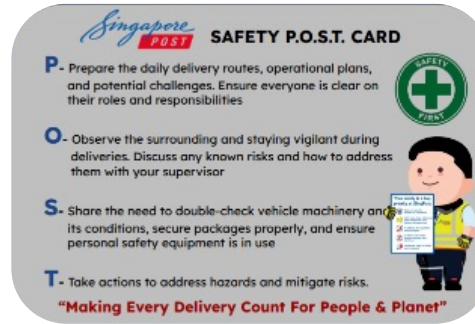 Singapore
POST
SAFETY P.O.S.T. CARD
P- Prepare the daily delivery routes, operational plans,
and potential challenges. Ensure everyone is clear on
their roles and responsibilities
SAFETY
FIRST
O- Observe the surrounding and staying vigilant during
deliveries. Discuss any known risks and how to address
them with your supervisor
S- Share the need to double-check vehicle machinery and
its conditions, secure packages properly, and ensure
personal safety equipment is in use
T- Take actions to address hazards and mitigate risks.
"Making Every Delivery Count For People & Planet"